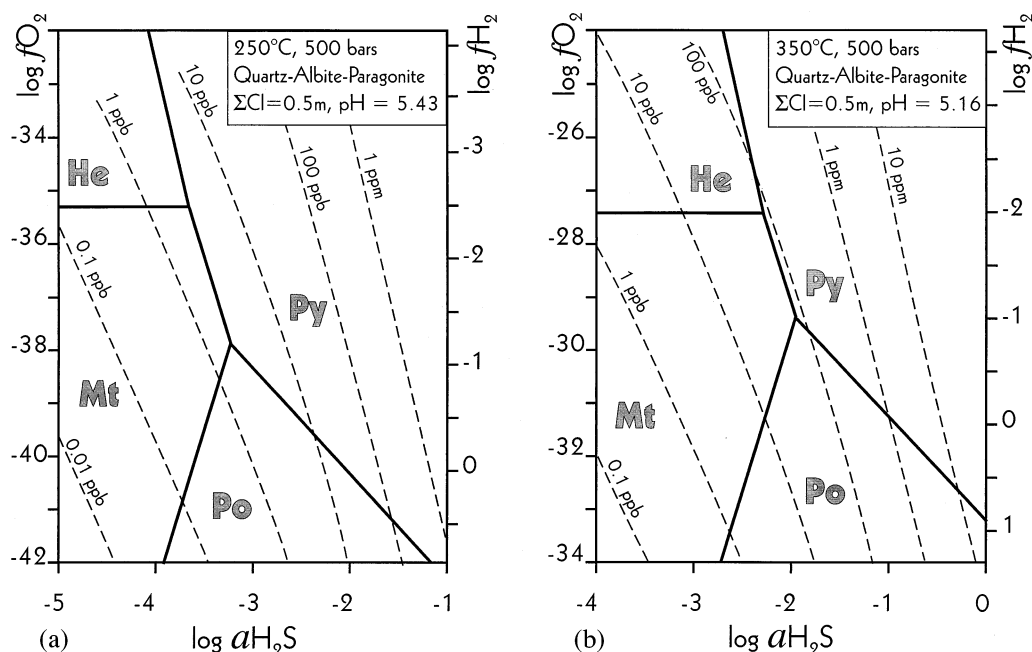 log fO2
250°C, 500 bars
Quartz-Albite-Paragonite
ΣCl=0.5m, pH = 5.43
log fH2
-34
-36
-38
-40
-42
-3
-2
-1
0
1 ppb
10 ppb
100 ppb
1 ppm
0.1 ppb
0.01 ppb
He
Mt
Py
Po
-5
-4
-3
-2
-1
(a)
log aH2S
log fO2
350°C, 500 bars
Quartz-Albite-Paragonite
ΣCl=0.5m, pH = 5.16
log fH2
-26
-28
-30
-32
-34
-2
-1
0
1
10 ppb
100 ppb
1 ppm
10 ppm
1 ppb
0.1 ppb
He
Mt
Py
Po
-4
-3
-2
-1
0
(b)
log aH2S